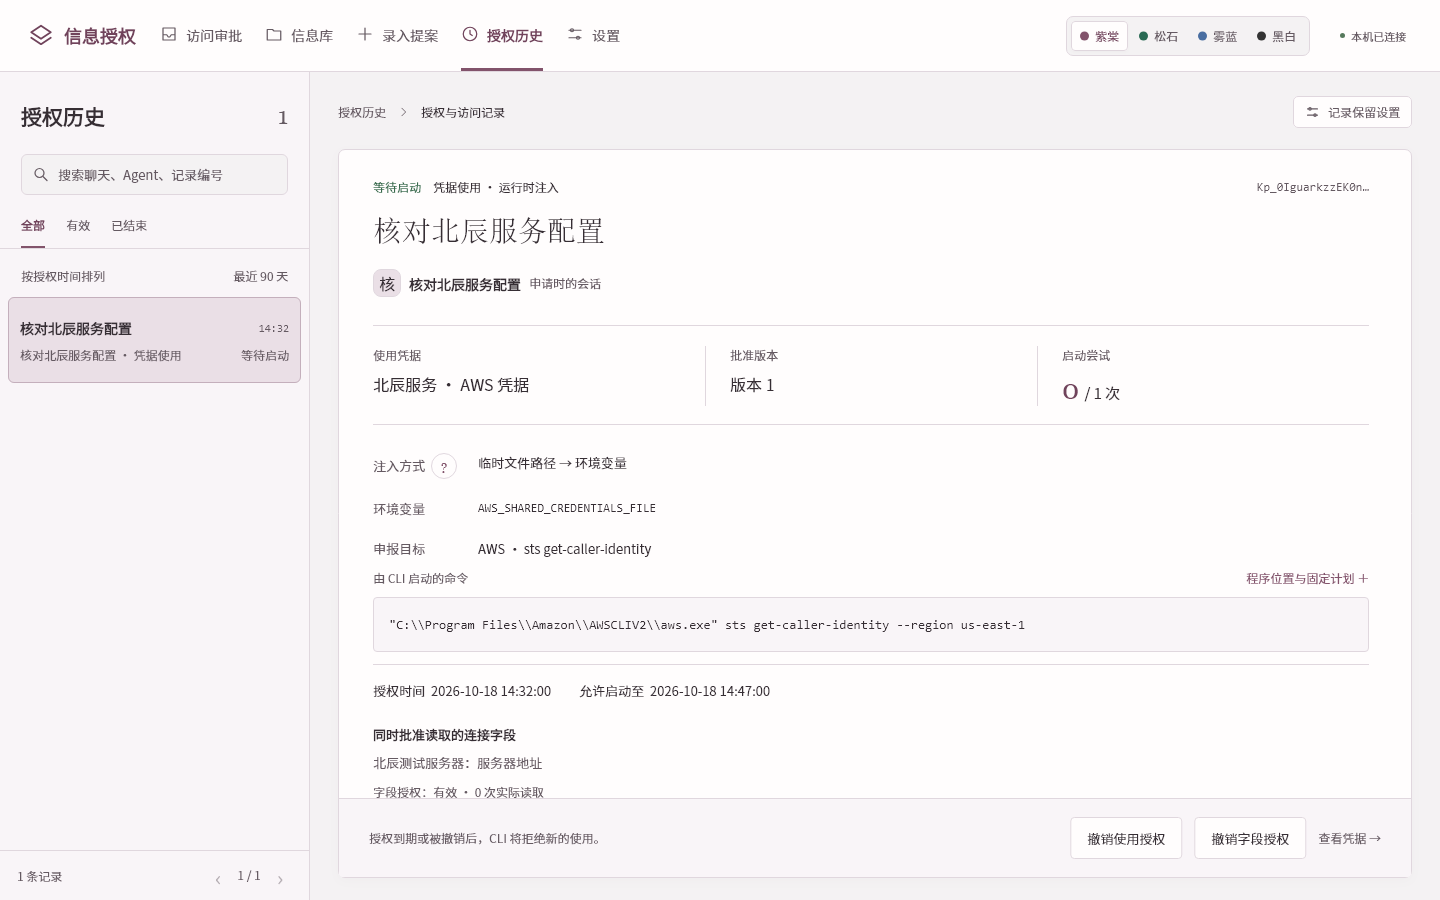 信息授权
访问审批
信息库
录入提案
授权历史
设置
紫棠
松石
雾蓝
黑白
本机已连接
授权历史 1
搜索聊天、Agent、记录编号
全部 有效 已结束
按授权时间排列 最近 90 天
核对北辰服务配置 14:32
核对北辰服务配置 · 凭据使用 等待启动
1 条记录 ‹ 1 / 1 ›
授权历史 > 授权与访问记录
记录保留设置
等待启动 凭据使用 · 运行时注入 Kp_0IguarkzzEK0n…
核对北辰服务配置
核 核对北辰服务配置 申请时的会话
使用凭据
北辰服务 · AWS 凭据
批准版本
版本 1
启动尝试
0 / 1 次
注入方式 ? 临时文件路径 → 环境变量
环境变量 AWS_SHARED_CREDENTIALS_FILE
申报目标 AWS · sts get-caller-identity
由 CLI 启动的命令 程序位置与固定计划 +
"C:\\Program Files\\Amazon\\AWSCLIV2\\aws.exe" sts get-caller-identity --region us-east-1
授权时间 2026-10-18 14:32:00 允许启动至 2026-10-18 14:47:00
同时批准读取的连接字段
北辰测试服务器：服务器地址
字段授权：有效 · 0 次实际读取
授权到期或被撤销后，CLI 将拒绝新的使用。
撤销使用授权
撤销字段授权
查看凭据 →